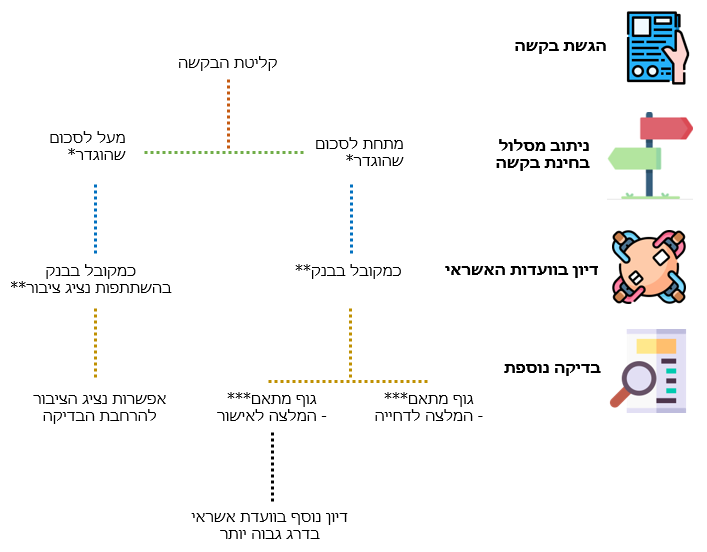 הגשת בקשה
קליטת הבקשה
ניתוב מסלול
בחינת בקשה
מתחת לסכום
שהוגדר*
מעל לסכום
שהוגדר*
דיון בוועדות האשראי
כמקובל בבנק**
כמקובל בבנק
בהשתתפות נציג ציבור**
בדיקה נוספת
גוף מתאם***
- המלצה לדחייה
גוף מתאם***
- המלצה לאישור
אפשרות נציג הציבור
להרחבת הבדיקה
דיון נוסף בוועדת אשראי
בדרג גבוה יותר